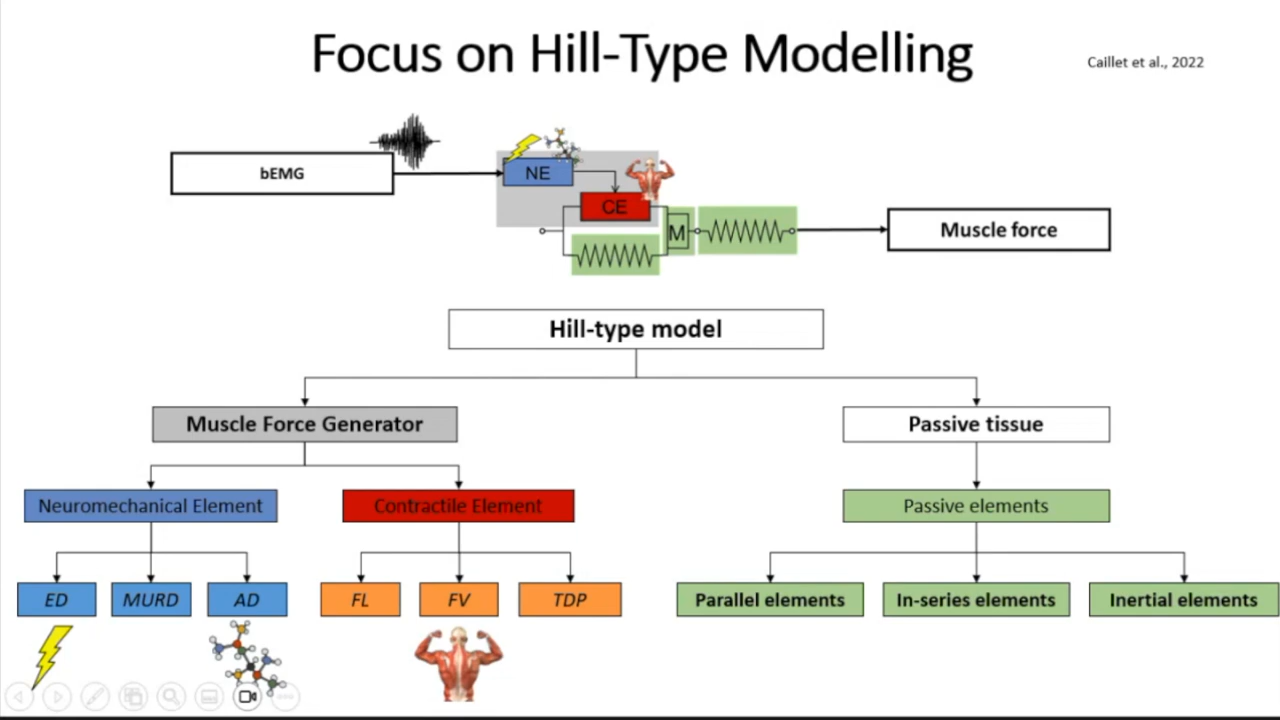 Focus on Hill-Type Modelling
Caillet et al., 2022
bEMG
NE
CE
M
Muscle force
Hill-type model
Muscle Force Generator
Passive tissue
Neuromechanical Element
Contractile Element
Passive elements
ED
MURD
AD
FL
FV
TDP
Parallel elements
In-series elements
Inertial elements